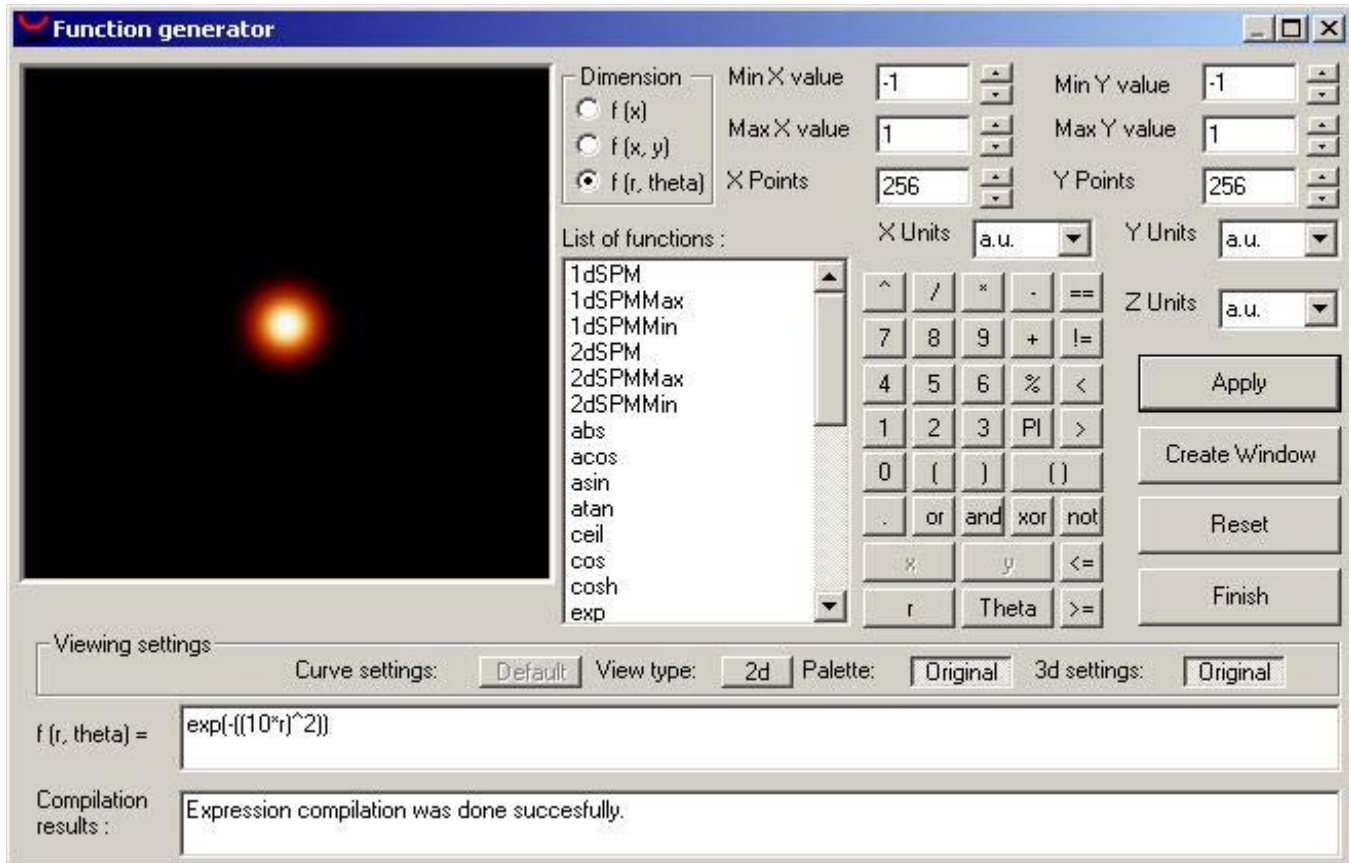 Function generator
Dimension
f (x)
f (x, y)
f (r, theta)
Min X value
-1
Min Y value
-1
Max X value
1
Max Y value
1
X Points
256
Y Points
256
X Units
a.u.
Y Units
a.u.
Z Units
a.u.
List of functions :
1dSPM
1dSPMMax
1dSPMMin
2dSPM
2dSPMMax
2dSPMMin
abs
acos
asin
atan
ceil
cos
cosh
exp
^ / * - ==
7 8 9 + !=
4 5 6 % <
1 2 3 PI >
0 ( ) ( )
. or and xor not
x y <=
r Theta >=
Apply
Create Window
Reset
Finish
Viewing settings
Curve settings: Default View type: 2d Palette: Original 3d settings: Original
f (r, theta) =
exp(-((10*r)^2))
Compilation
results :
Expression compilation was done succesfully.